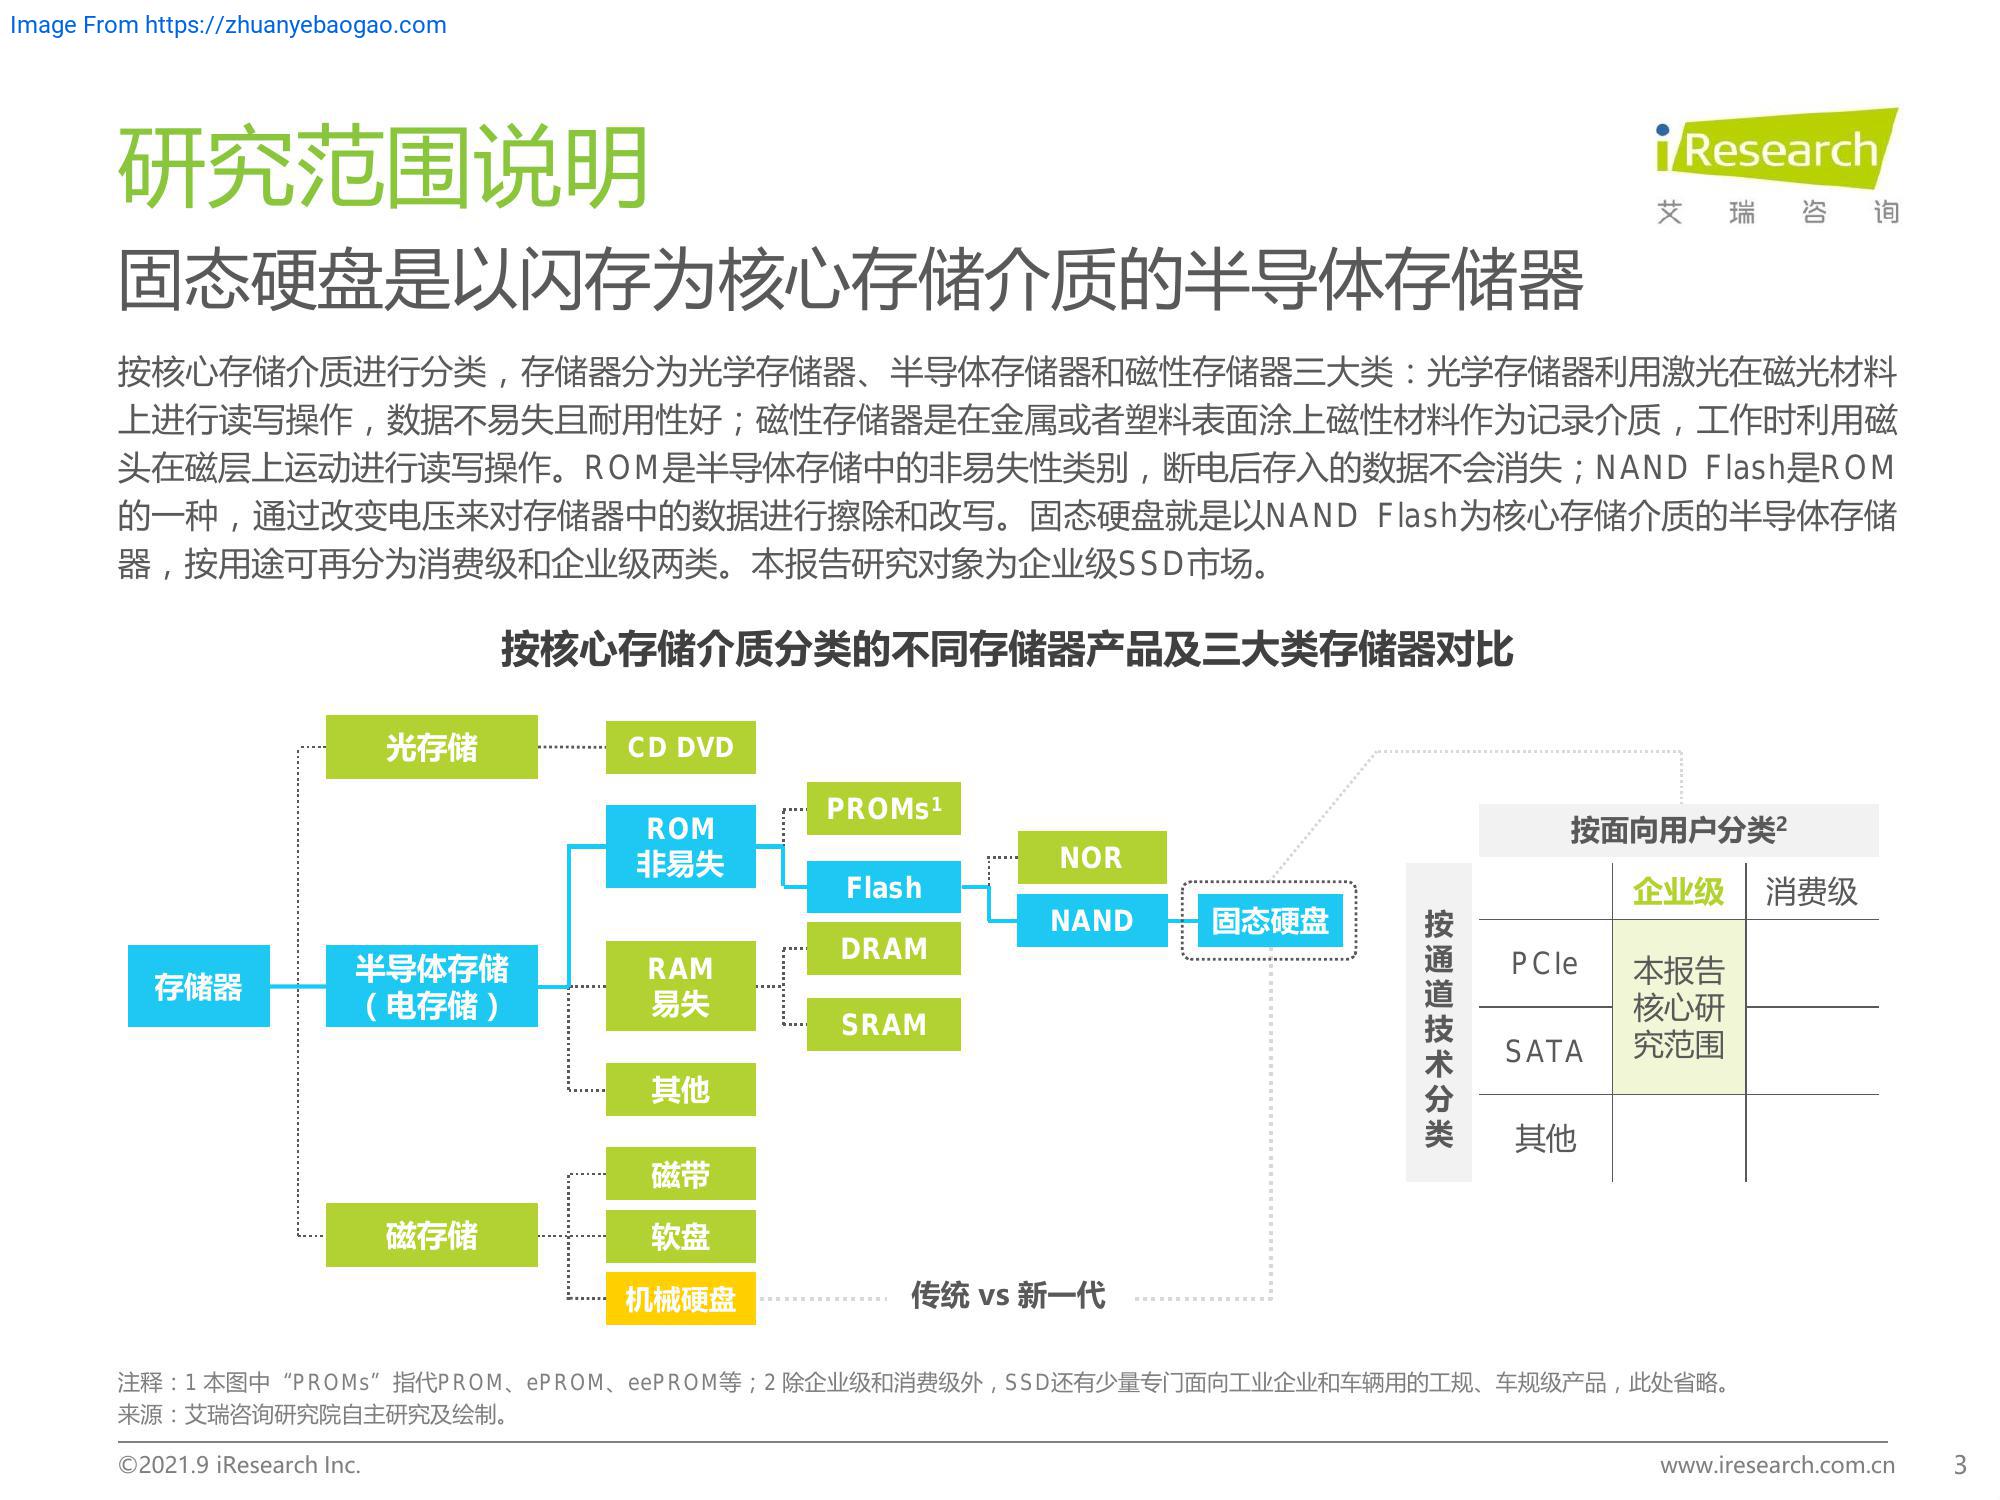 Image From https://zhuanyebaogao.com
研究范围说明
iResearch
艾瑞咨询
固态硬盘是以闪存为核心存储介质的半导体存储器
按核心存储介质进行分类，存储器分为光学存储器、半导体存储器和磁性存储器三大类：光学存储器利用激光在磁光材料
上进行读写操作，数据不易失且耐用性好；磁性存储器是在金属或者塑料表面涂上磁性材料作为记录介质，工作时利用磁
头在磁层上运动进行读写操作。ROM是半导体存储中的非易失性类别，断电后存入的数据不会消失；NAND Flash是ROM
的一种，通过改变电压来对存储器中的数据进行擦除和改写。固态硬盘就是以NAND Flash为核心存储介质的半导体存储
器，按用途可再分为消费级和企业级两类。本报告研究对象为企业级SSD市场。
按核心存储介质分类的不同存储器产品及三大类存储器对比
存储器
光存储
半导体存储
（电存储）
磁存储
CD DVD
ROM
非易失
RAM
易失
其他
磁带
软盘
机械硬盘
PROMs¹
Flash
DRAM
SRAM
NOR
NAND
固态硬盘
传统 vs 新一代
按面向用户分类²
按通道技术分类
企业级
消费级
PCIe
SATA
其他
本报告
核心研
究范围
注释：1 本图中“PROMs”指代PROM、ePROM、eePROM等；2 除企业级和消费级外，SSD还有少量专门面向工业企业和车辆用的工规、车规级产品，此处省略。
来源：艾瑞咨询研究院自主研究及绘制。
©2021.9 iResearch Inc.
www.iresearch.com.cn
3